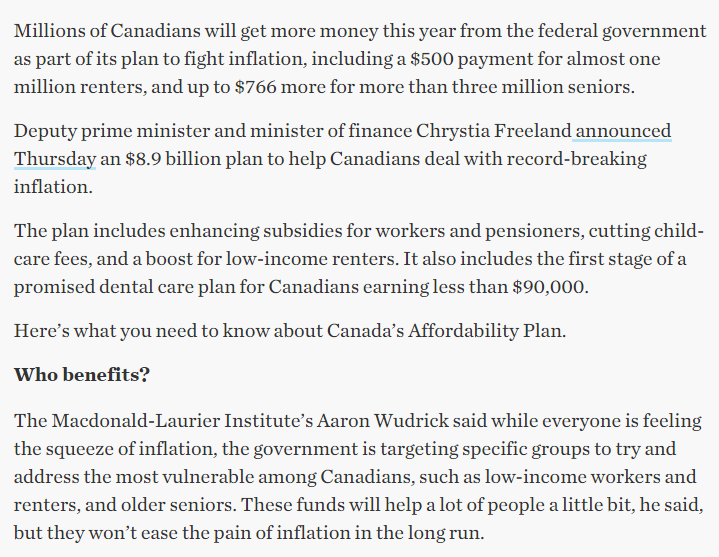 Millions of Canadians will get more money this year from the federal government
as part of its plan to fight inflation, including a $500 payment for almost one
million renters, and up to $766 more for more than three million seniors.
Deputy prime minister and minister of finance Chrystia Freeland announced
Thursday an $8.9 billion plan to help Canadians deal with record-breaking
inflation.
The plan includes enhancing subsidies for workers and pensioners, cutting child-
care fees, and a boost for low-income renters. It also includes the first stage of a
promised dental care plan for Canadians earning less than $90,000.
Here’s what you need to know about Canada’s Affordability Plan.
Who benefits?
The Macdonald-Laurier Institute’s Aaron Wudrick said while everyone is feeling
the squeeze of inflation, the government is targeting specific groups to try and
address the most vulnerable among Canadians, such as low-income workers and
renters, and older seniors. These funds will help a lot of people a little bit, he said,
but they won’t ease the pain of inflation in the long run.